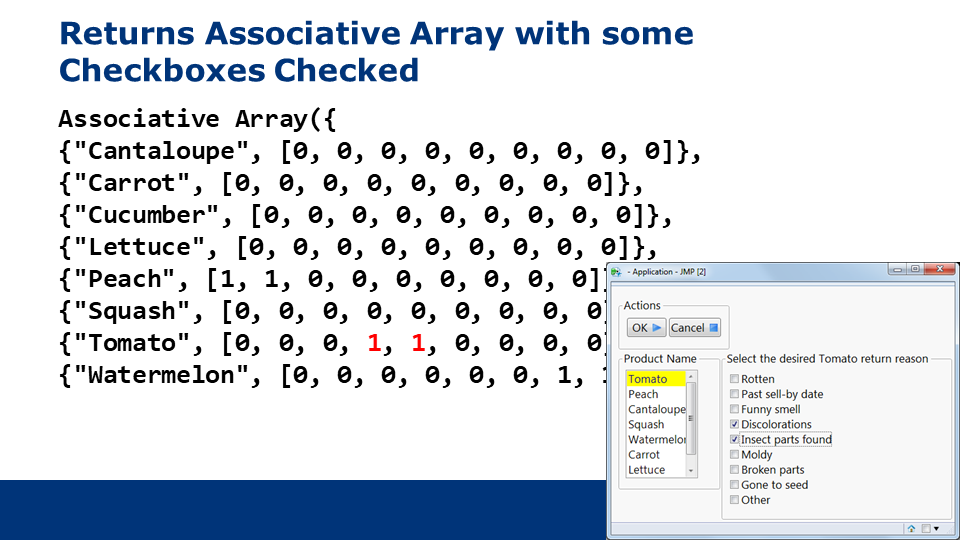 Returns Associative Array with some
Checkboxes Checked
Associative Array({
{"Cantaloupe", [0, 0, 0, 0, 0, 0, 0, 0, 0]},
{"Carrot", [0, 0, 0, 0, 0, 0, 0, 0, 0]},
{"Cucumber", [0, 0, 0, 0, 0, 0, 0, 0, 0]},
{"Lettuce", [0, 0, 0, 0, 0, 0, 0, 0, 0]},
{"Peach", [1, 1, 0, 0, 0, 0, 0, 0, 0]
{"Squash", [0, 0, 0, 0, 0, 0, 0, 0, 0
{"Tomato", [0, 0, 0, 1, 1, 0, 0, 0, 0
{"Watermelon", [0, 0, 0, 0, 0, 0, 1,
- Application - JMP [2]
Actions
OK Cancel
Product Name
Tomato
Peach
Cantaloupe
Squash
Watermelon
Carrot
Lettuce
Select the desired Tomato return reason
Rotten
Past sell-by date
Funny smell
Discolorations
Insect parts found
Moldy
Broken parts
Gone to seed
Other